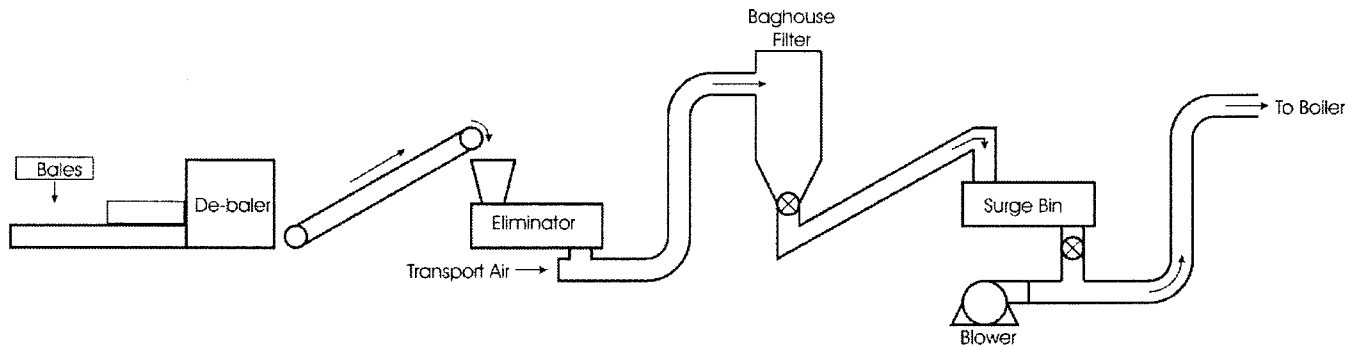 Baghouse
Filter
To Boiler
Bales
De-baler
Eliminator
Surge Bin
Transport Air
Blower